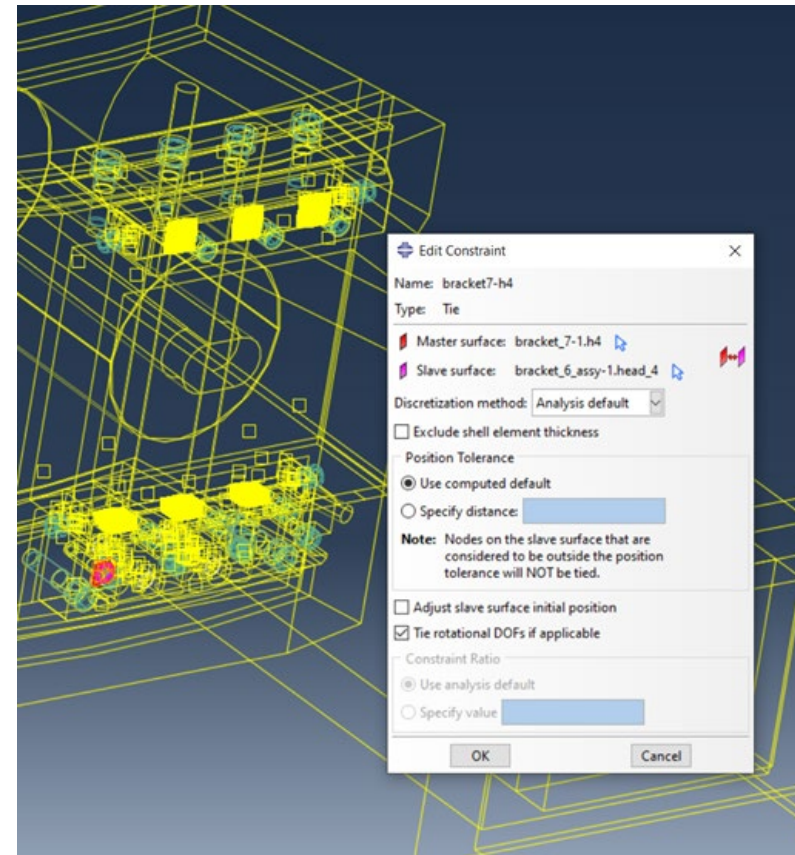 Edit Constraint
Name: bracket7-h4
Type: Tie
Master surface: bracket_7-1.h4
Slave surface: bracket_6_assy-1.head_4
Discretization method: Analysis default
Exclude shell element thickness
Position Tolerance
Use computed default
Specify distance:
Note: Nodes on the slave surface that are
considered to be outside the position
tolerance will NOT be tied.
Adjust slave surface initial position
Tie rotational DOFs if applicable
Constraint Ratio
Use analysis default
Specify value
OK Cancel